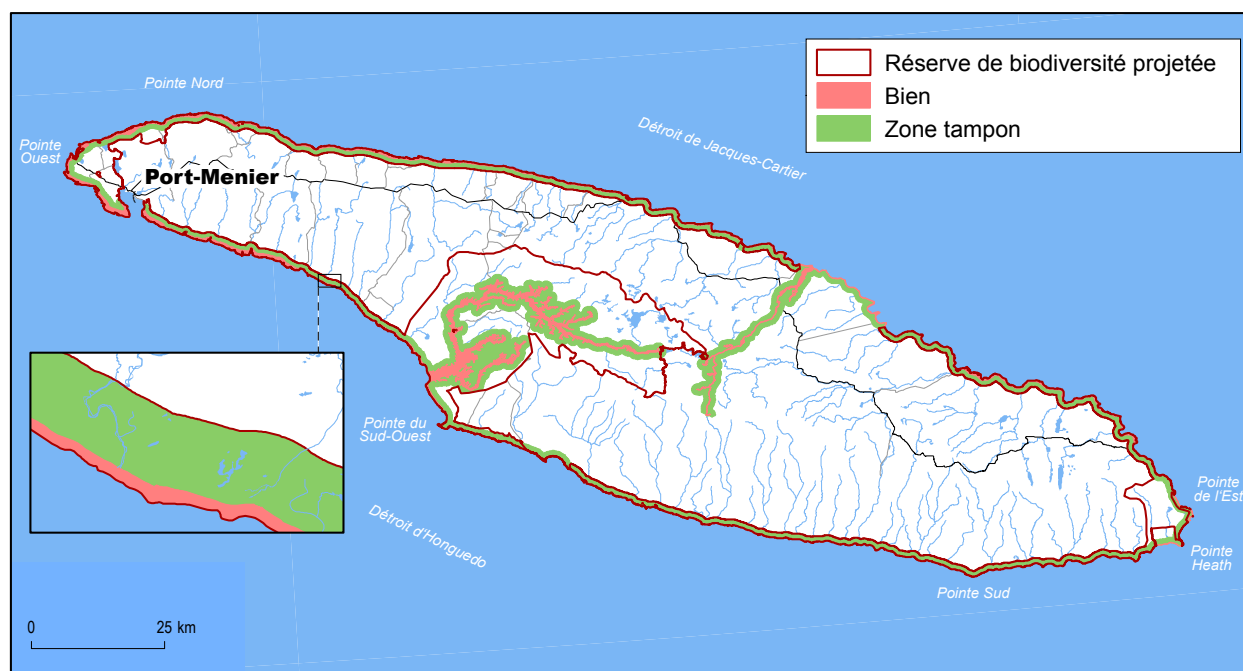 Réserve de biodiversité projetée
Bien
Zone tampon
Pointe Nord
Pointe
Ouest
Détroit de Jacques-Cartier
Port-Menier
Pointe du
Sud-Ouest
Détroit d'Honguedo
Pointe
de l'Est
Pointe
Heath
Pointe Sud
0
25 km